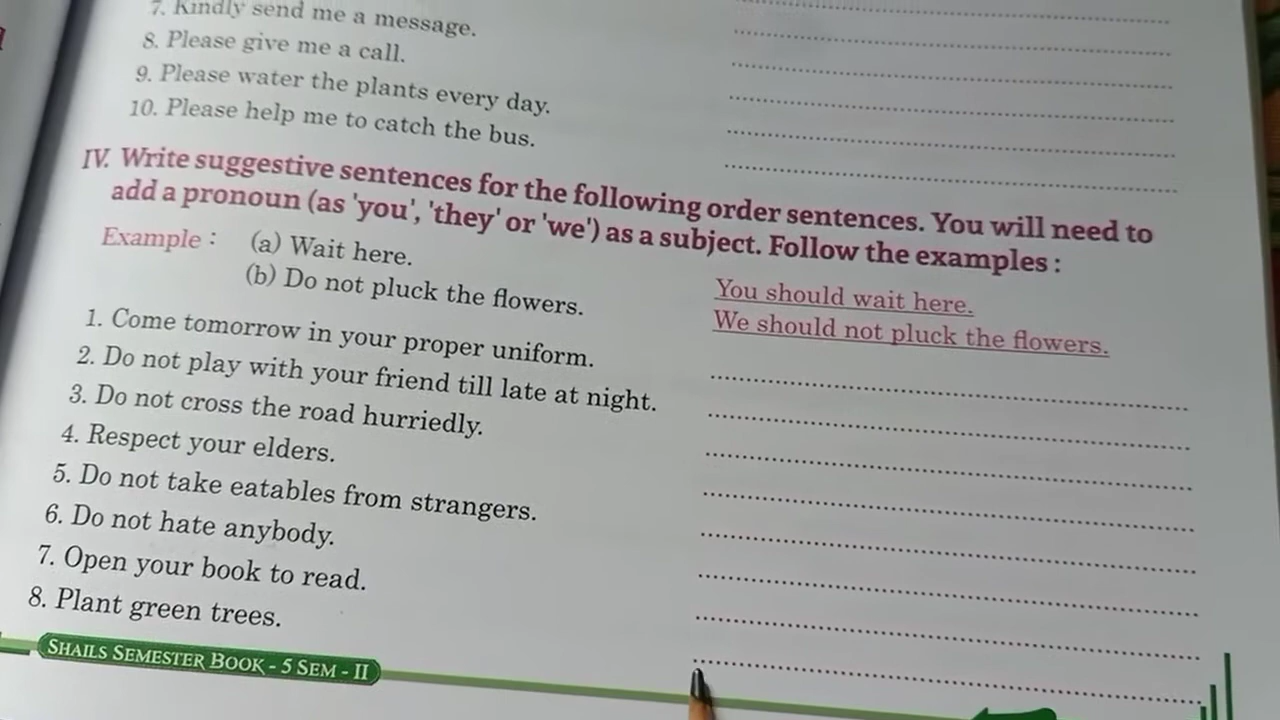 7. Kindly send me a message.
8. Please give me a call.
9. Please water the plants every day.
10. Please help me to catch the bus.
IV. Write suggestive sentences for the following order sentences. You will need to
add a pronoun (as 'you', 'they' or 'we') as a subject. Follow the examples :
Example : (a) Wait here. You should wait here.
(b) Do not pluck the flowers. We should not pluck the flowers.
1. Come tomorrow in your proper uniform.
2. Do not play with your friend till late at night.
3. Do not cross the road hurriedly.
4. Respect your elders.
5. Do not take eatables from strangers.
6. Do not hate anybody.
7. Open your book to read.
8. Plant green trees.
SHAILS SEMESTER BOOK - 5 SEM - II